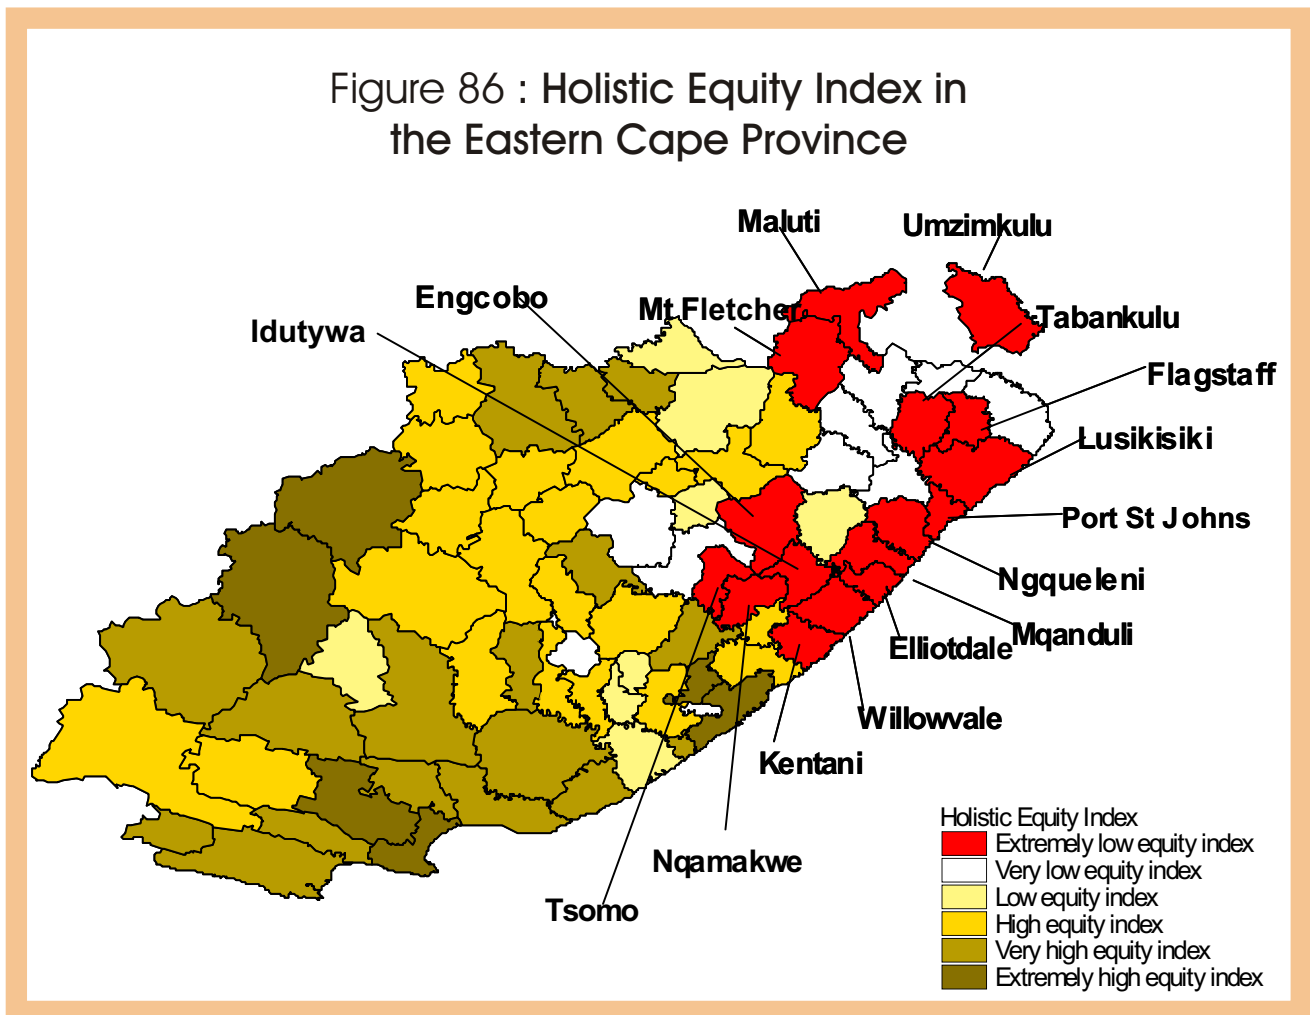 Figure 86 : Holistic Equity Index in
the Eastern Cape Province
Maluti
Umzimkulu
Engcobo
Mt Fletcher
Tabankulu
Idutywa
Flagstaff
Lusikisiki
Port St Johns
Ngqueleni
Mqanduli
Elliotdale
Willowvale
Kentani
Nqamakwe
Tsomo
Holistic Equity Index
Extremely low equity index
Very low equity index
Low equity index
High equity index
Very high equity index
Extremely high equity index